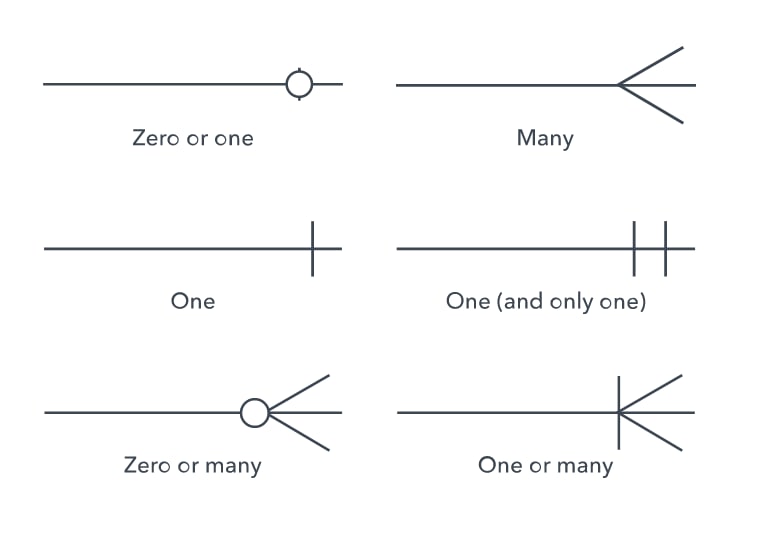 Zero or one
Many
One
One (and only one)
Zero or many
One or many